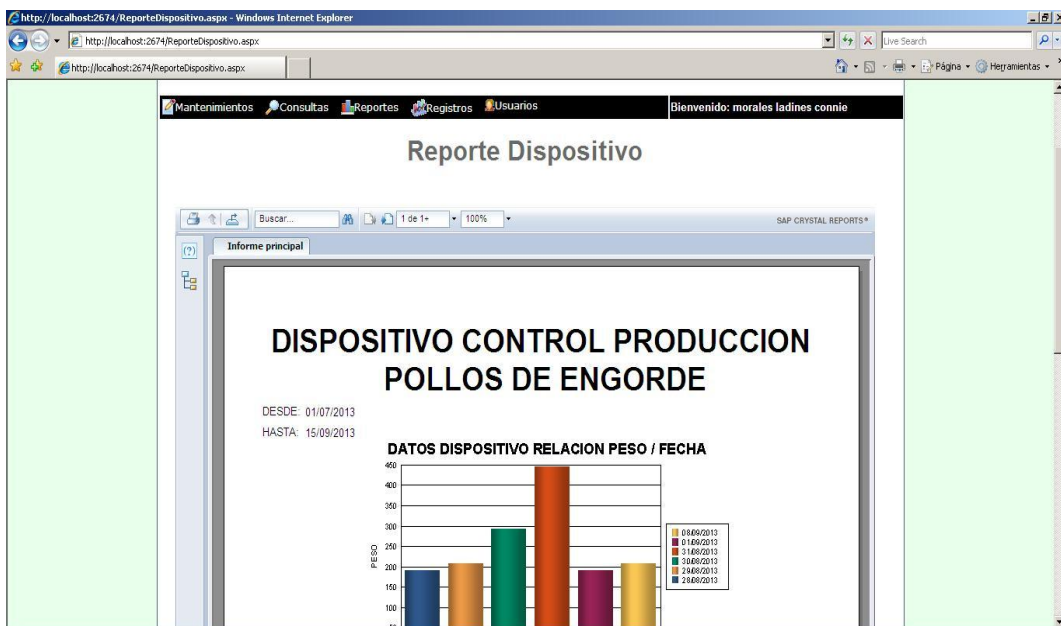 http://localhost:2674/ReporteDispositivo.aspx - Windows Internet Explorer
http://localhost:2674/ReporteDispositivo.aspx
Live Search
http://localhost:2674/ReporteDispositivo.aspx
Página
Herramientas
Mantenimientos Consultas Reportes Registros Usuarios Bienvenido: morales ladines connie
Reporte Dispositivo
Buscar... 1 de 1+ 100% SAP CRYSTAL REPORTS®
Informe principal
DISPOSITIVO CONTROL PRODUCCION
POLLOS DE ENGORDE
DESDE: 01/07/2013
HASTA: 15/09/2013
DATOS DISPOSITIVO RELACION PESO / FECHA
PESO
450
400
350
300
250
200
150
100
08/09/2013
01/09/2013
31/08/2013
30/08/2013
29/08/2013
28/08/2013